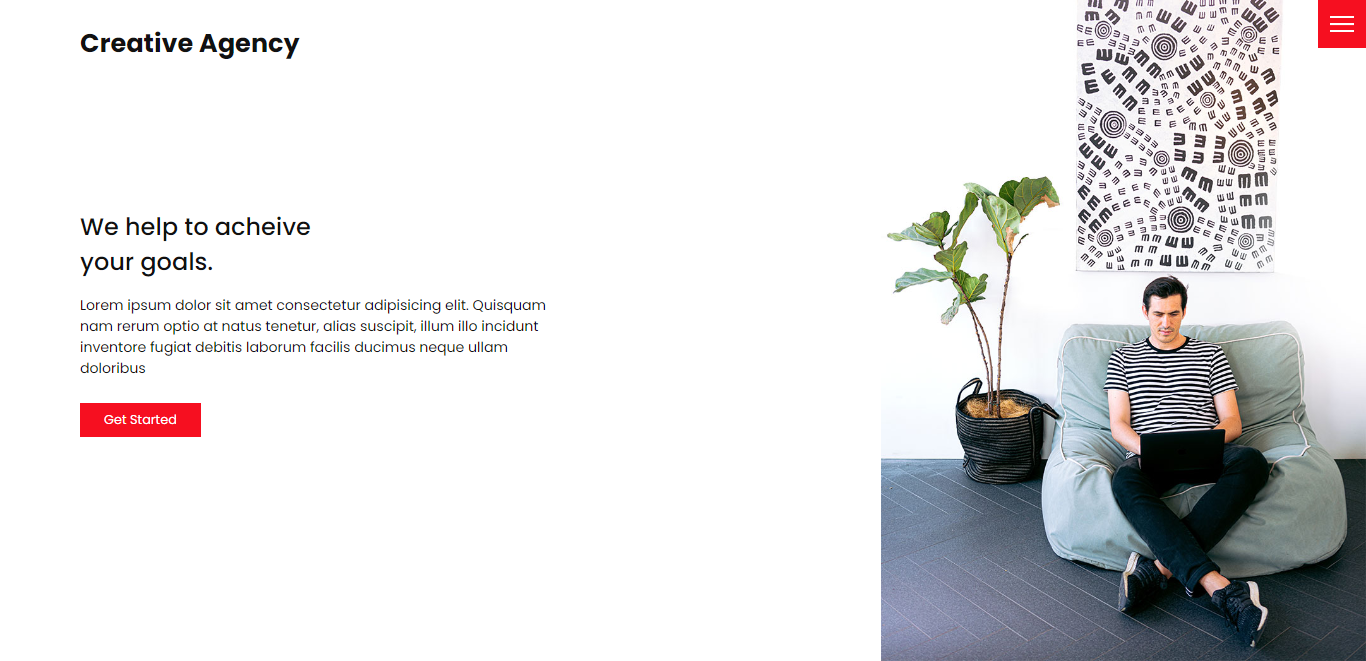 Creative Agency
We help to acheive
your goals.
Lorem ipsum dolor sit amet consectetur adipisicing elit. Quisquam
nam rerum optio at natus tenetur, alias suscipit, illum illo incidunt
inventore fugiat debitis laborum facilis ducimus neque ullam
doloribus
Get Started